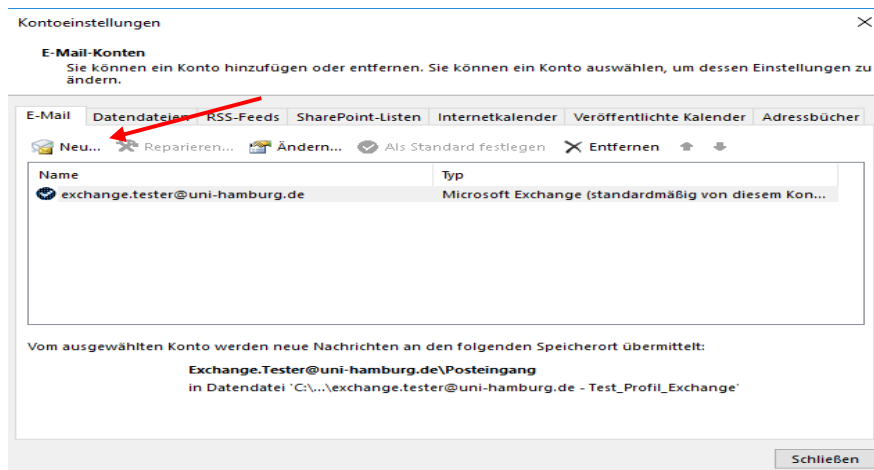 Kontoeinstellungen
E-Mail-Konten
Sie können ein Konto hinzufügen oder entfernen. Sie können ein Konto auswählen, um dessen Einstellungen zu
ändern.
E-Mail Datendateien RSS-Feeds SharePoint-Listen Internetkalender Veröffentlichte Kalender Adressbücher
Neu... Reparieren... Ändern... Als Standard festlegen Entfernen
Name Typ
exchange.tester@uni-hamburg.de Microsoft Exchange (standardmäßig von diesem Kon...
Vom ausgewählten Konto werden neue Nachrichten an den folgenden Speicherort übermittelt:
Exchange.Tester@uni-hamburg.de\Posteingang
in Datendatei 'C:\...\exchange.tester@uni-hamburg.de - Test_Profil_Exchange'
Schließen